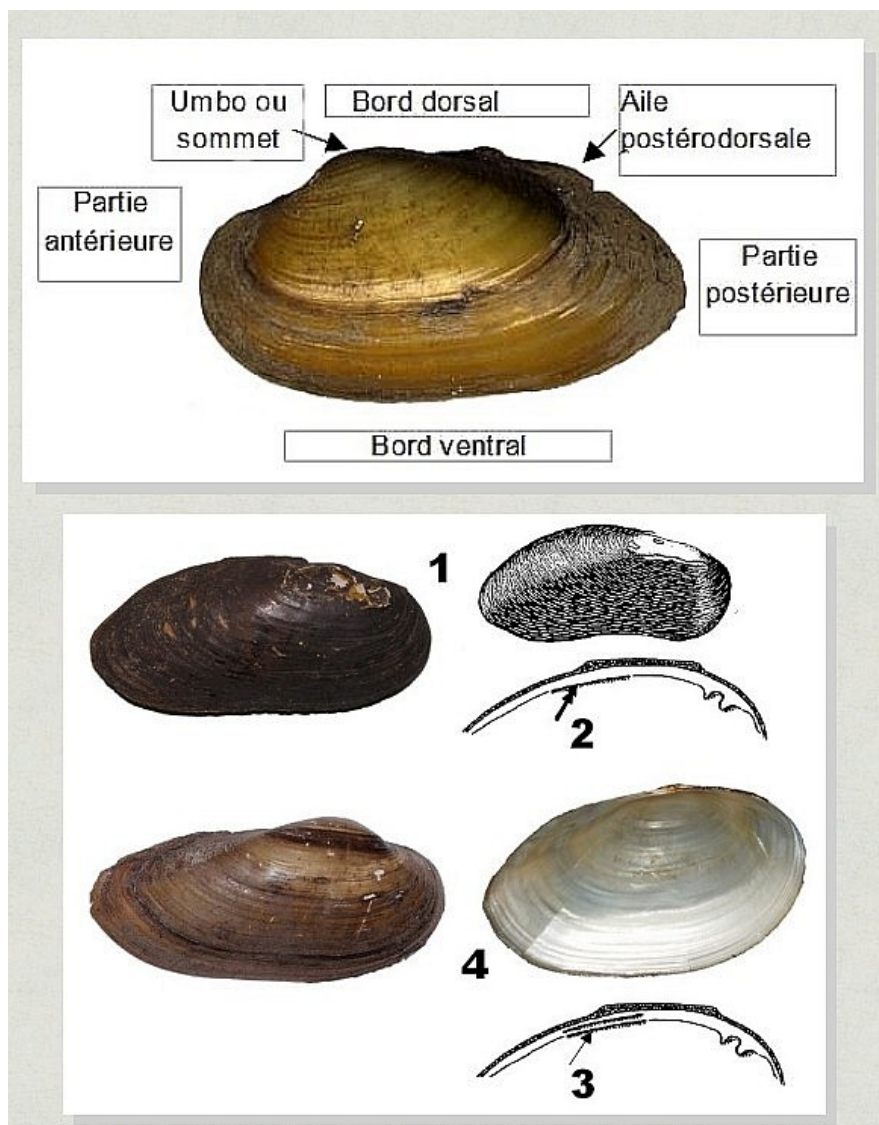 Umbo ou
sommet
Bord dorsal
Aile
postérodorsale
Partie
antérieure
Partie
postérieure
Bord ventral
1
2
4
3